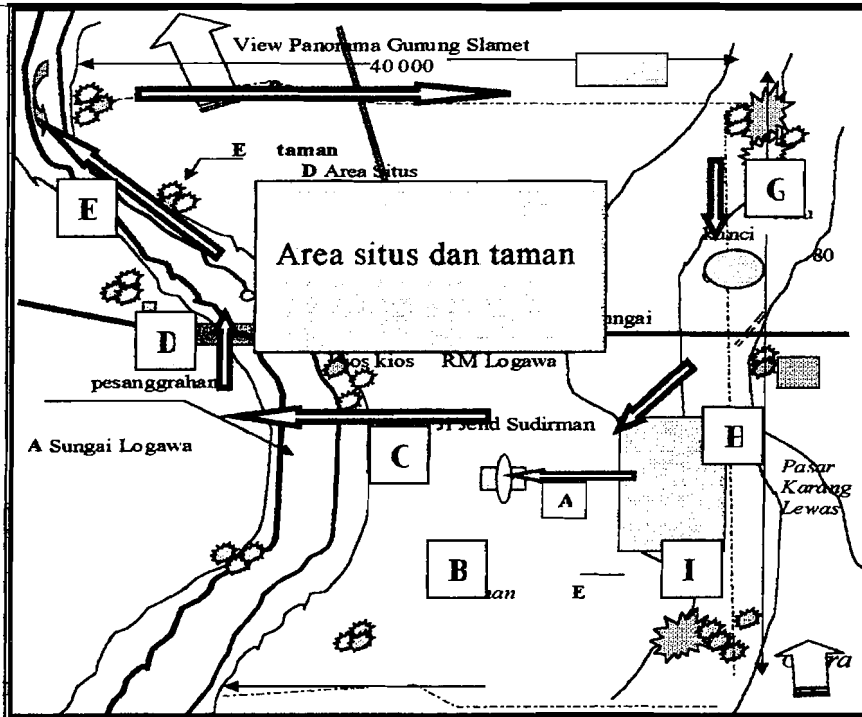 View Panorama Gunung Slamet
40 000
E taman
D Area Situs
E
G
Area situs dan taman
80
D
pesanggrahan
RM Logawa
Jl Jend Sudirman
A Sungai Logawa
C
H
A
Pasar
Karang
Lewas
B
E
I